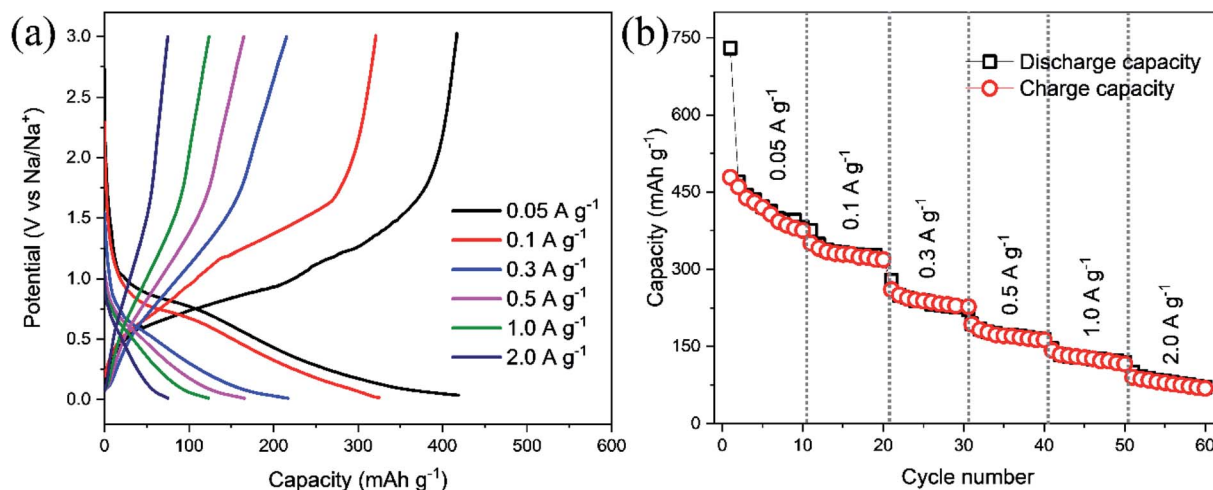 (a)
3.0
2.5
2.0
1.5
1.0
0.5
0.0
Potential (V vs Na/Na⁺)
0.05 A g⁻¹
0.1 A g⁻¹
0.3 A g⁻¹
0.5 A g⁻¹
1.0 A g⁻¹
2.0 A g⁻¹
0 100 200 300 400 500 600
Capacity (mAh g⁻¹)
(b)
750
600
450
300
150
0
Capacity (mAh g⁻¹)
Discharge capacity
Charge capacity
0.05 A g⁻¹
0.1 A g⁻¹
0.3 A g⁻¹
0.5 A g⁻¹
1.0 A g⁻¹
2.0 A g⁻¹
0 10 20 30 40 50 60
Cycle number